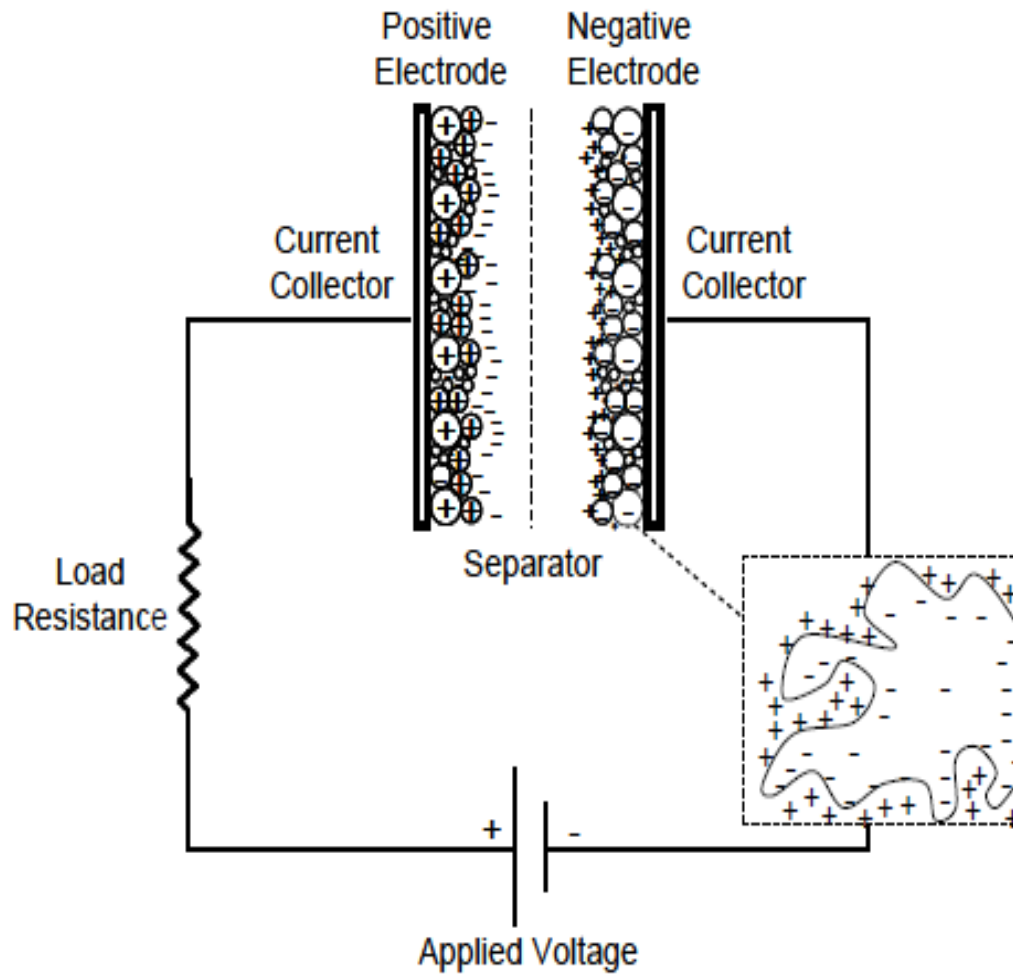 Positive
Electrode
Negative
Electrode
Current
Collector
Current
Collector
Separator
Load
Resistance
+
-
Applied Voltage